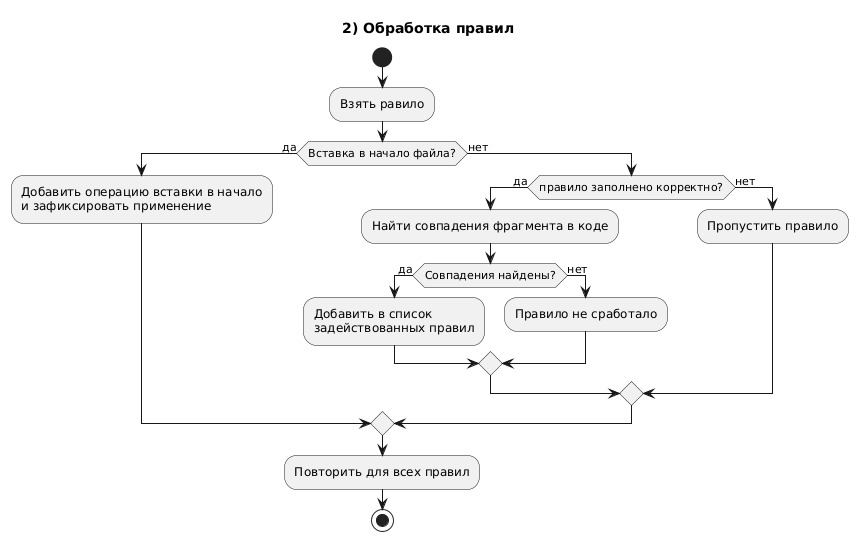 2) Обработка правил
Взять равило
да
Вставка в начало файла?
нет
Добавить операцию вставки в начало
и зафиксировать применение
да
правило заполнено корректно?
нет
Найти совпадения фрагмента в коде
Пропустить правило
да
Совпадения найдены?
нет
Добавить в список
задействованных правил
Правило не сработало
Повторить для всех правил